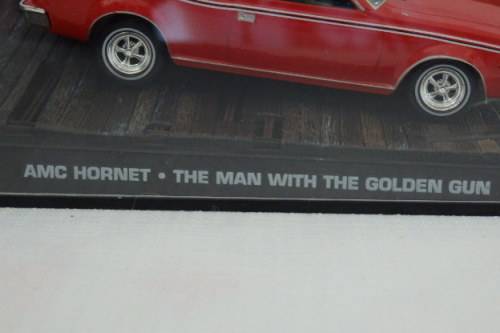 AMC HORNET • THE MAN WITH THE GOLDEN GUN